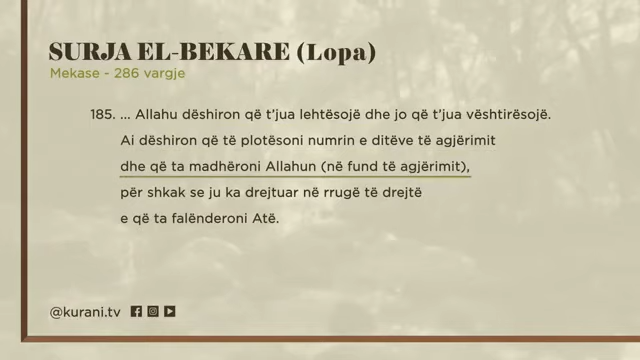 SURJA EL-BEKARE (Lopa)
Mekase - 286 vargje
185. ... Allahu dëshiron që t'jua lehtësojë dhe jo që t'jua vështirësojë.
Ai dëshiron që të plotësoni numrin e ditëve të agjërimit
dhe që ta madhëroni Allahun (në fund të agjërimit),
për shkak se ju ka drejtuar në rrugë të drejtë
e që ta falënderoni Atë.
@kurani.tv